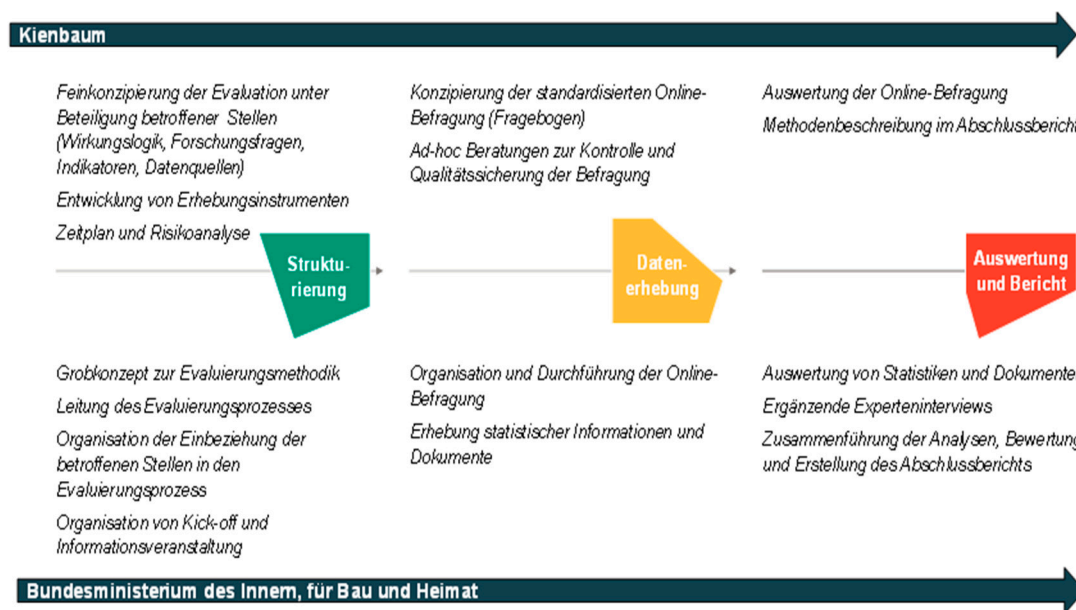 Kienbaum
Feinkonzipierung der Evaluation unter
Beteiligung betroffener Stellen
(Wirkungslogik, Forschungsfragen,
Indikatoren, Datenquellen)
Entwicklung von Erhebungsinstrumenten
Zeitplan und Risikoanalyse
Konzipierung der standardisierten Online-
Befragung (Fragebogen)
Ad-hoc Beratungen zur Kontrolle und
Qualitätssicherung der Befragung
Auswertung der Online-Befragung
Methodenbeschreibung im Abschlussbericht
Struktu-
rierung
Daten-
erhebung
Auswertung
und Bericht
Grobkonzept zur Evaluierungsmethodik
Leitung des Evaluierungsprozesses
Organisation der Einbeziehung der
betroffenen Stellen in den
Evaluierungsprozess
Organisation von Kick-off und
Informationsveranstaltung
Organisation und Durchführung der Online-
Befragung
Erhebung statistischer Informationen und
Dokumente
Auswertung von Statistiken und Dokumente
Ergänzende Experteninterviews
Zusammenführung der Analysen, Bewertung
und Erstellung des Abschlussberichts
Bundesministerium des Innern, für Bau und Heimat